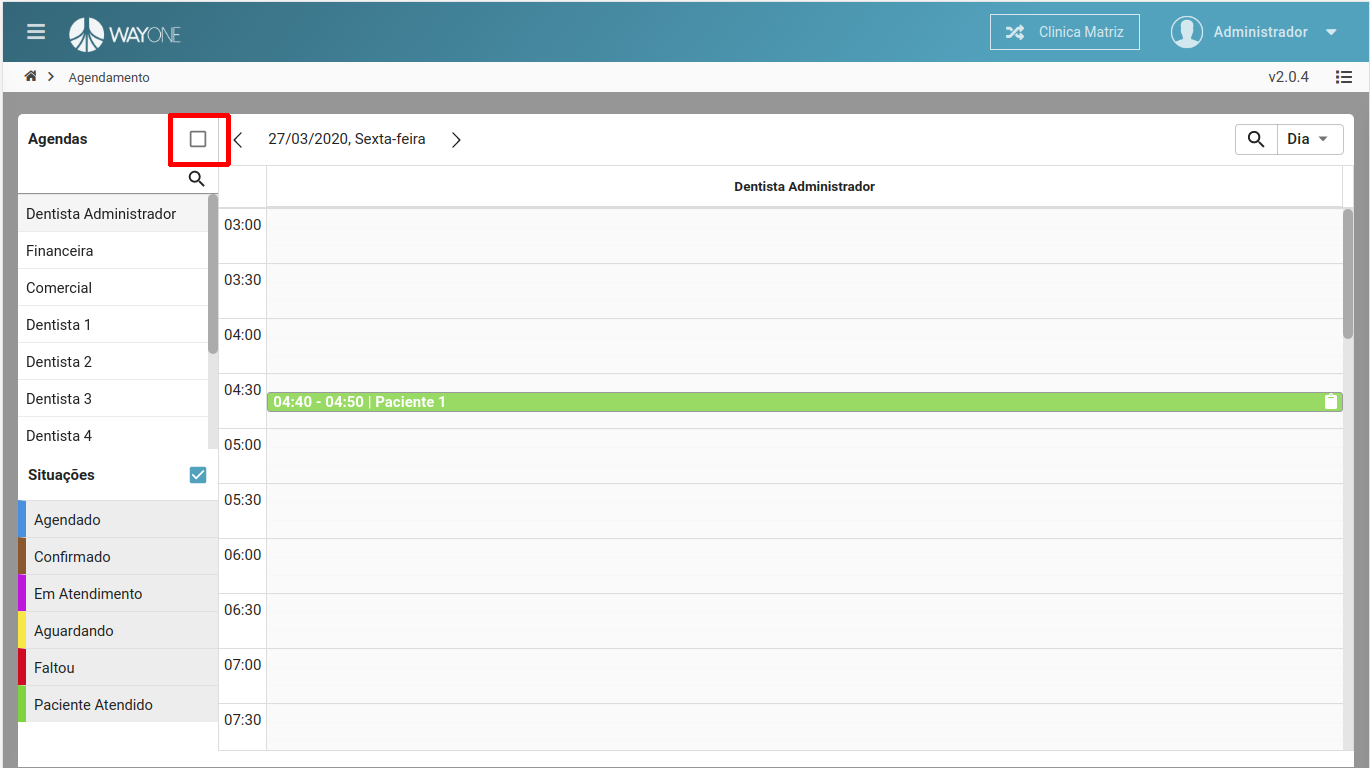 WAYONE
Clinica Matriz
Administrador
Agendamento
v2.0.4
Agendas
27/03/2020, Sexta-feira
Dia
Dentista Administrador
Dentista Administrador
Financeira
Comercial
Dentista 1
Dentista 2
Dentista 3
Dentista 4
Situações
Agendado
Confirmado
Em Atendimento
Aguardando
Faltou
Paciente Atendido
03:00
03:30
04:00
04:30
04:40 - 04:50 | Paciente 1
05:00
05:30
06:00
06:30
07:00
07:30